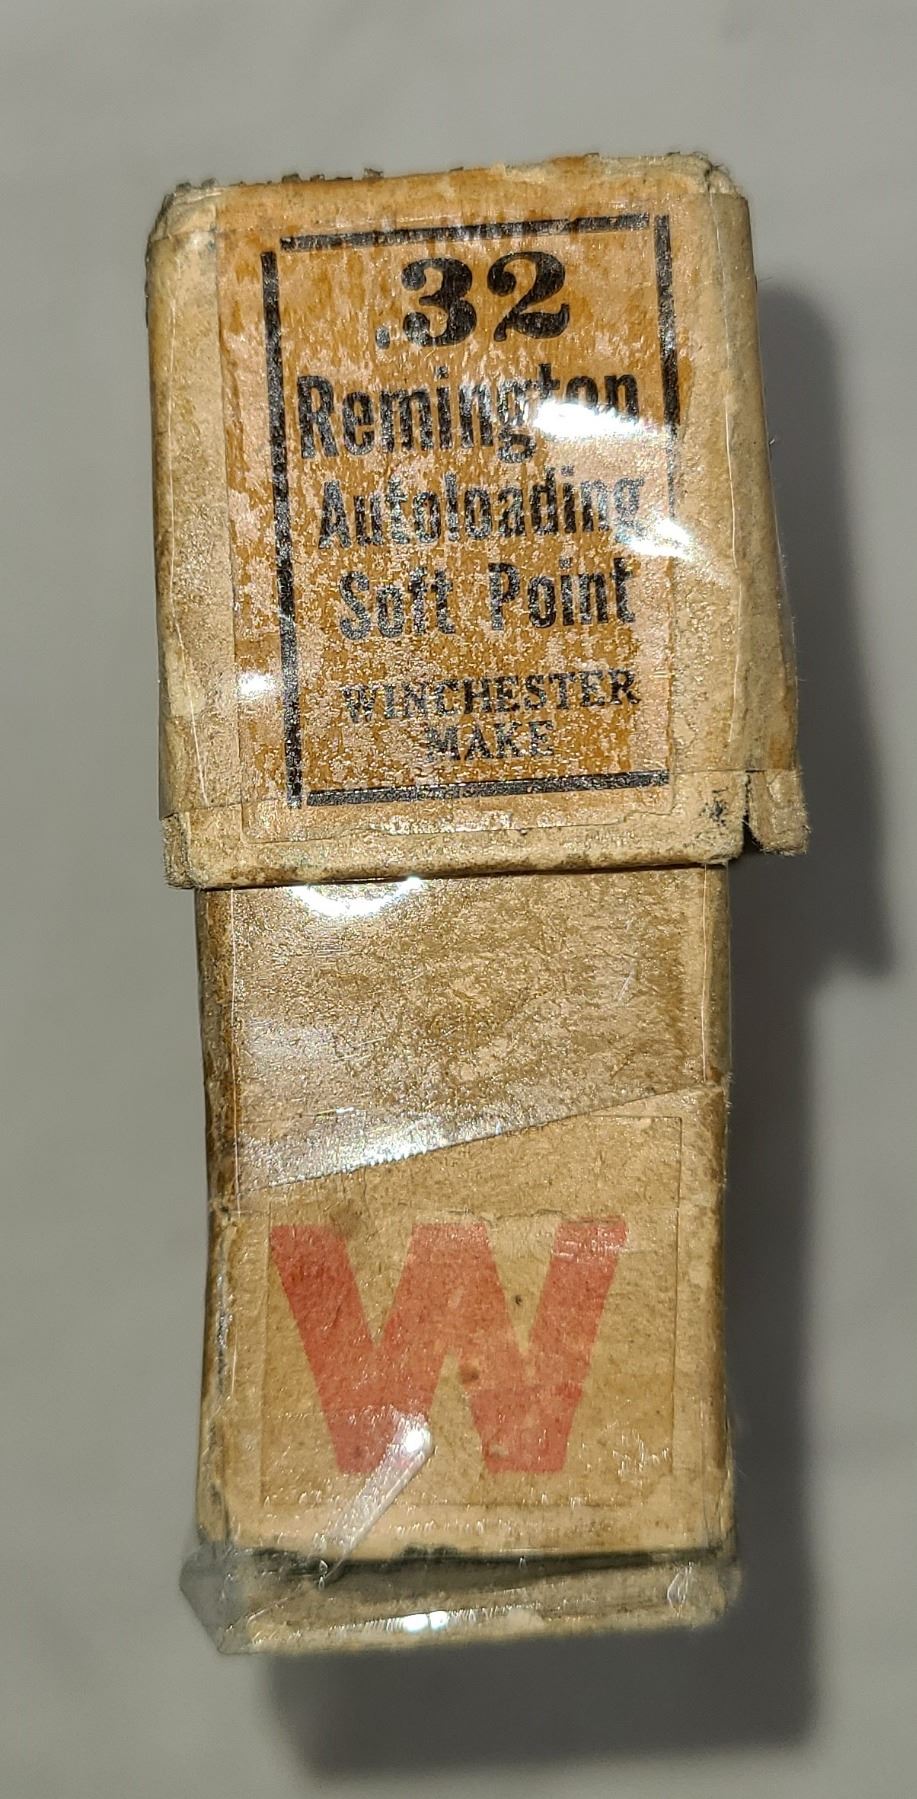 .32
Remington
Autoloading
Soft Point
WINCHESTER
MAKE
W